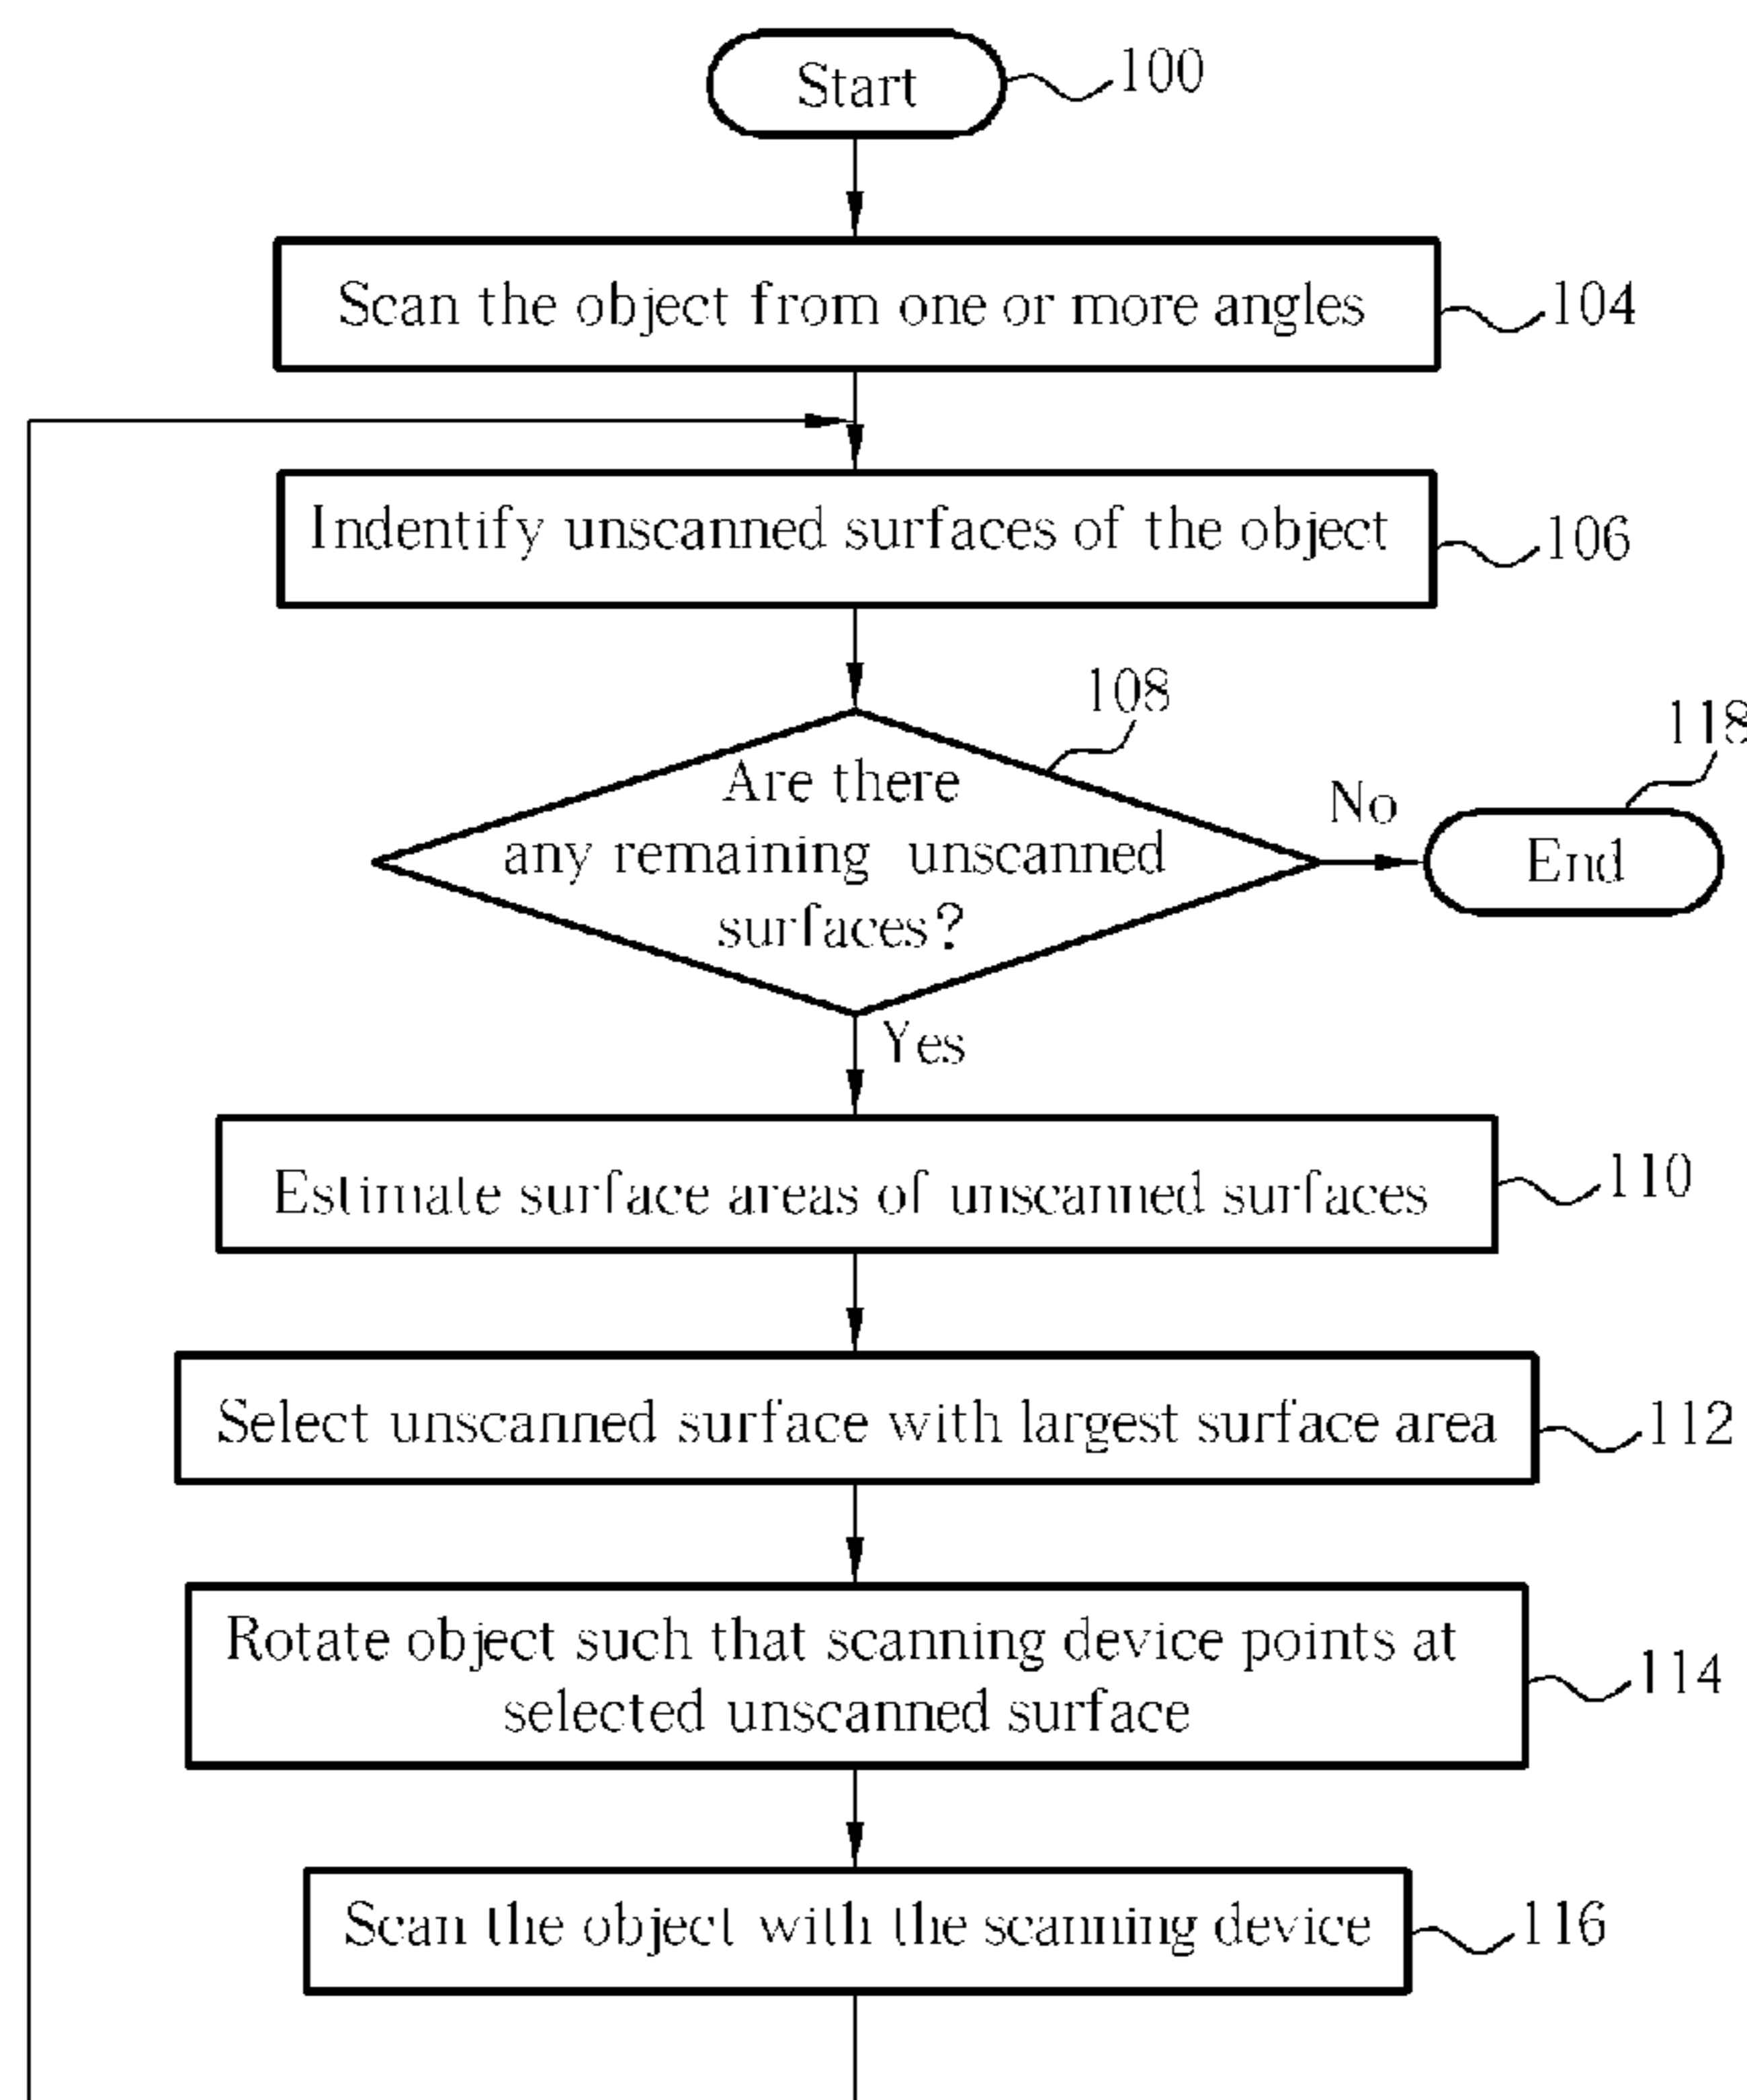 Start
100
Scan the object from one or more angles
104
Indentify unscanned surfaces of the object
106
108
118
Are there
any remaining unscanned
surfaces?
No
End
Yes
Estimate surface areas of unscanned surfaces
110
Select unscanned surface with largest surface area
112
Rotate object such that scanning device points at
selected unscanned surface
114
Scan the object with the scanning device
116